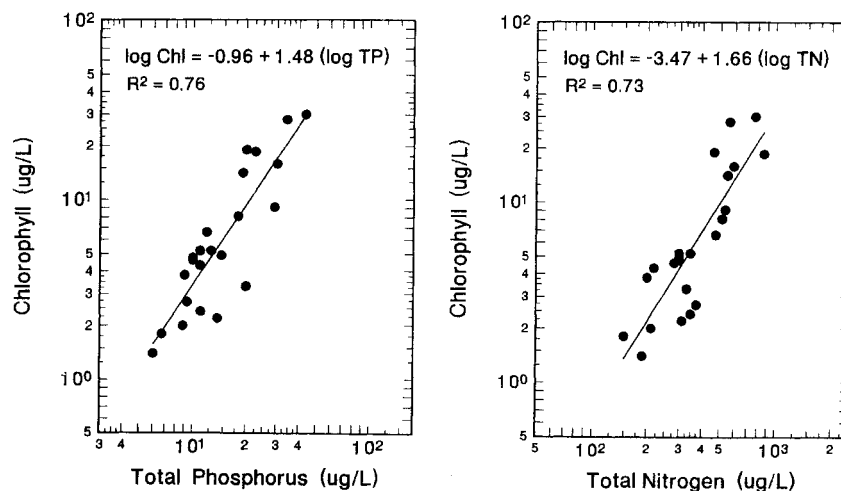 10²
log Chl = -0.96 + 1.48 (log TP)
R² = 0.76
5
4
3
2
10¹
5
4
3
2
10⁰
5
Chlorophyll (ug/L)
3 4 10¹ 2 3 4 10²
Total Phosphorus (ug/L)
10²
log Chl = -3.47 + 1.66 (log TN)
R² = 0.73
5
4
3
2
10¹
5
4
3
2
10⁰
5
Chlorophyll (ug/L)
5 10² 2 3 4 5 10³ 2
Total Nitrogen (ug/L)